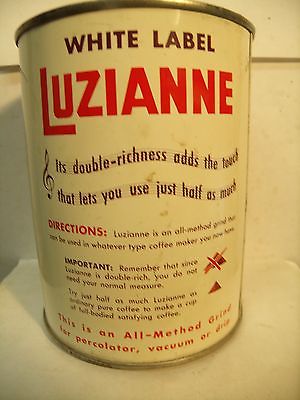 WHITE LABEL
LUZIANNE
Its double-richness adds the touch
that lets you use just half as much
DIRECTIONS: Luzianne is an all-method grind that
can be used in whatever type coffee maker you now have.
IMPORTANT: Remember that since
Luzianne is double-rich, you do not
need your normal measure.
Try just half as much Luzianne as
ordinary pure coffee to make a cup
of full-bodied satisfying coffee.
This is an All-Method Grind
for percolator, vacuum or drip